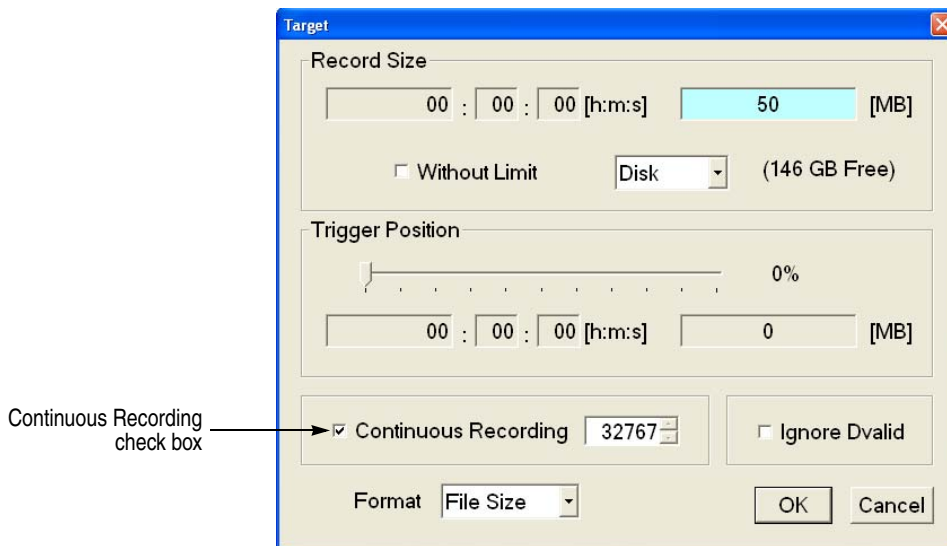 Target
Record Size
00 : 00 : 00 [h:m:s] 50 [MB]
Without Limit Disk (146 GB Free)
Trigger Position
0%
00 : 00 : 00 [h:m:s] 0 [MB]
Continuous Recording
check box
Continuous Recording 32767 Ignore Dvalid
Format File Size OK Cancel